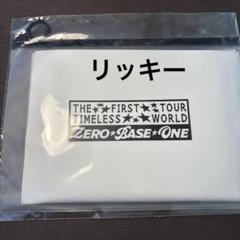 リッキー
THE★★FIRST★TOUR
TIMELESS★★WORLD
ZERO★BASE★ONE